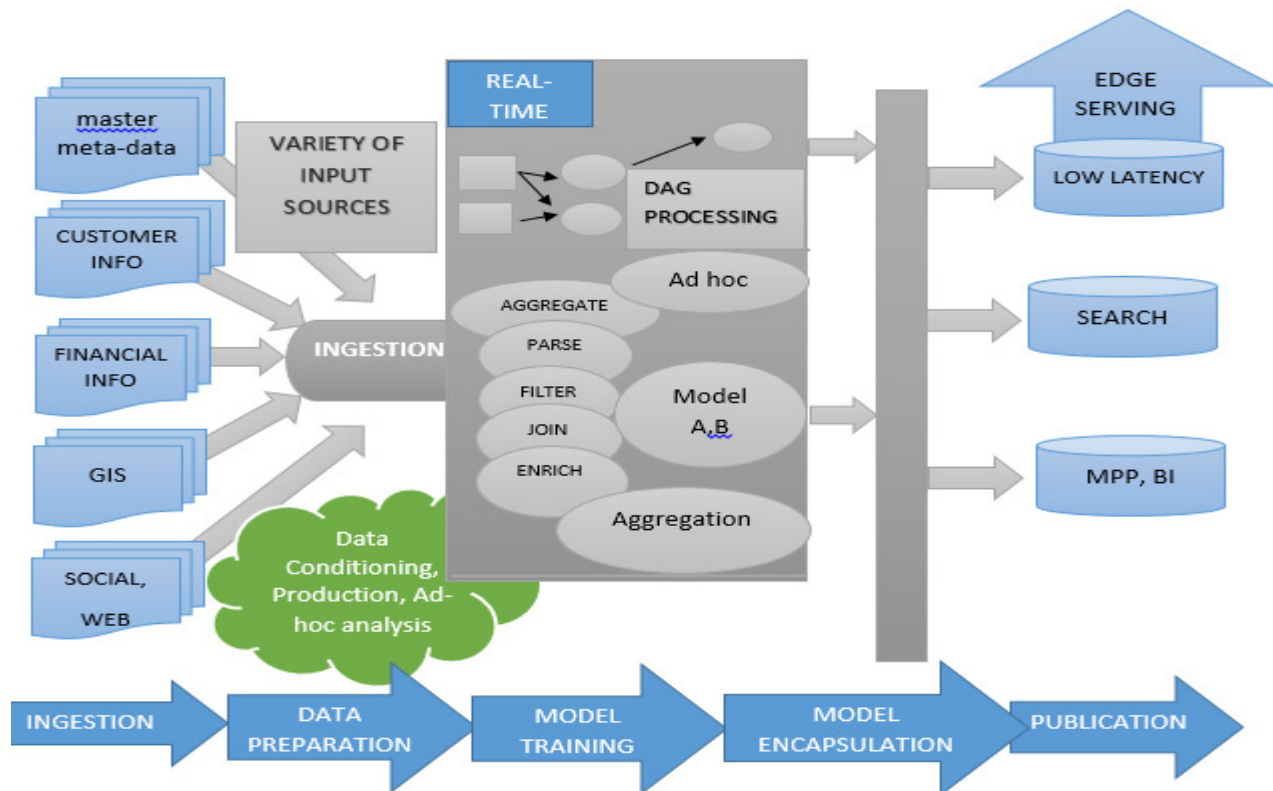 master
meta-data
CUSTOMER
INFO
FINANCIAL
INFO
GIS
SOCIAL,
WEB
VARIETY OF
INPUT
SOURCES
INGESTION
Data
Conditioning,
Production, Ad-
hoc analysis
REAL-
TIME
DAG
PROCESSING
Ad hoc
AGGREGATE
PARSE
FILTER
JOIN
ENRICH
Model
A,B
Aggregation
EDGE
SERVING
LOW LATENCY
SEARCH
MPP, BI
INGESTION
DATA
PREPARATION
MODEL
TRAINING
MODEL
ENCAPSULATION
PUBLICATION